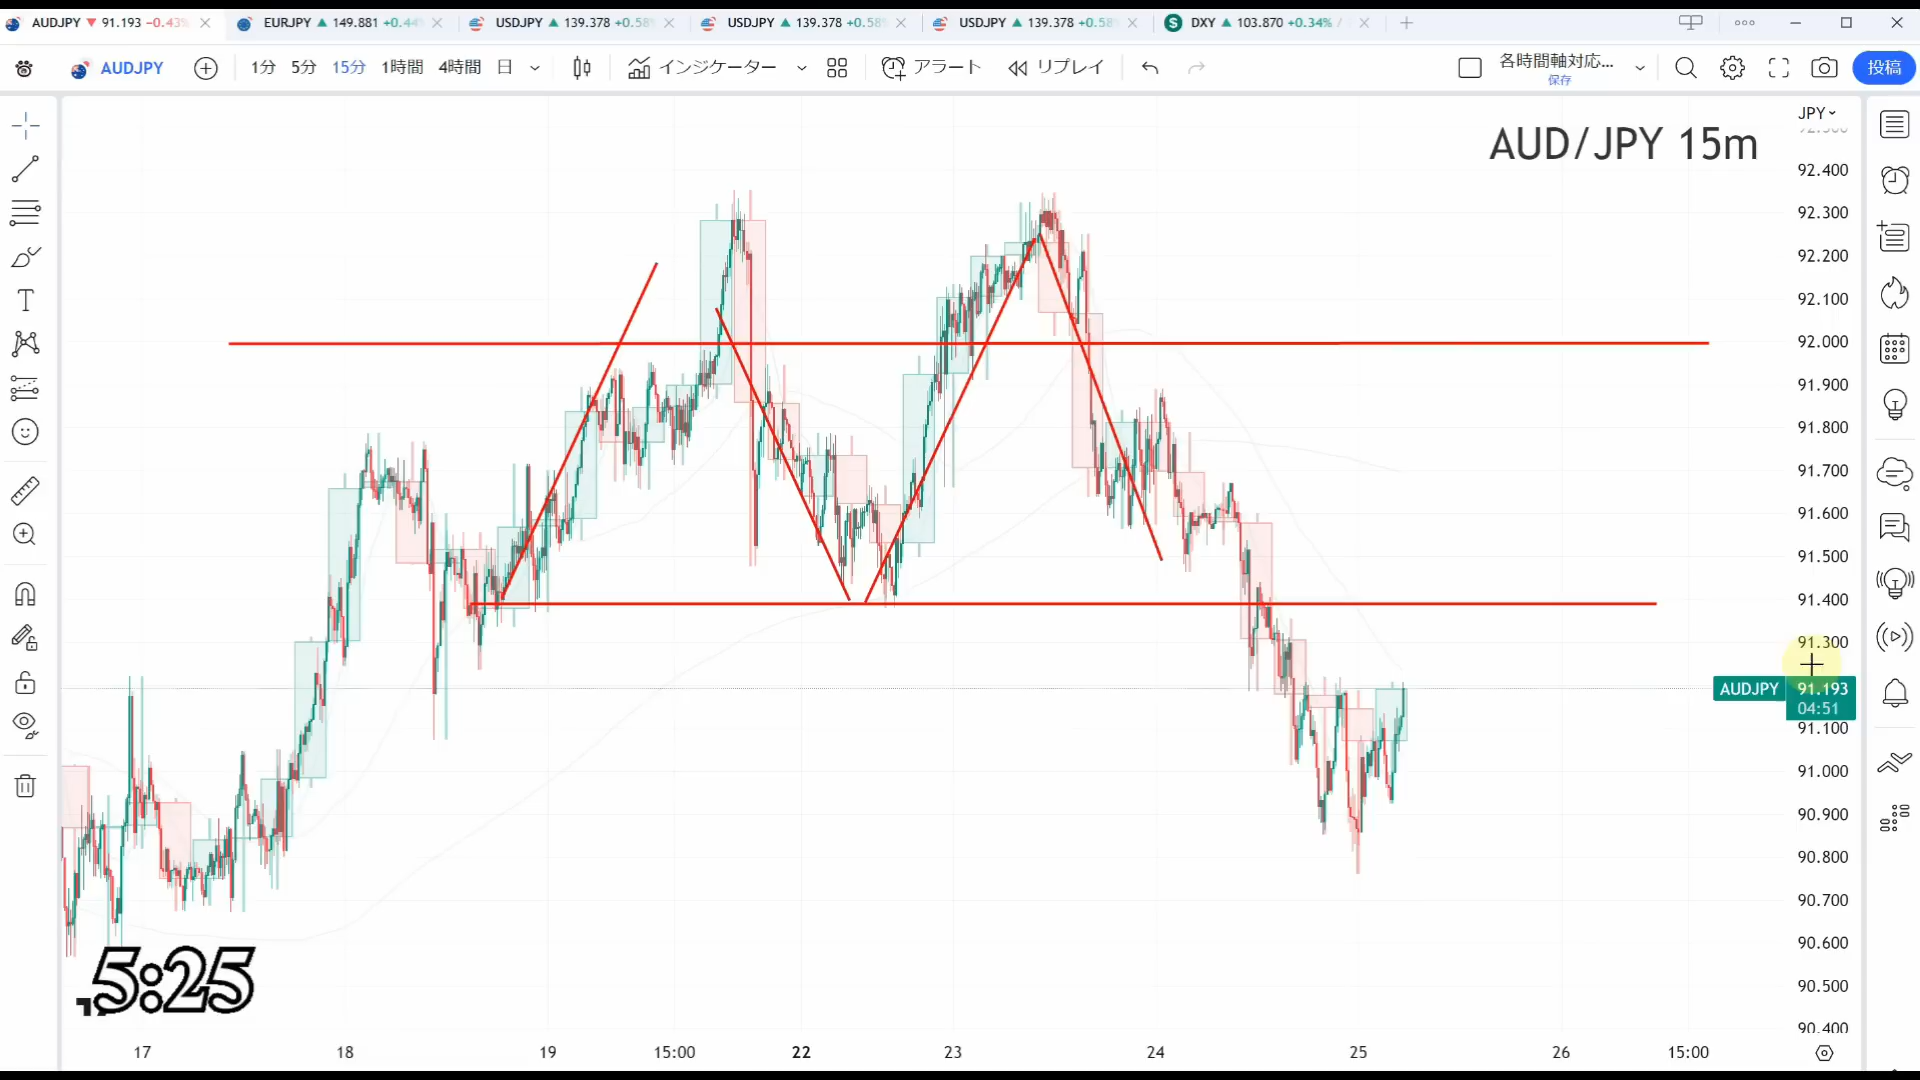 AUDJPY ▼ 91.193 −0.43%
EURJPY ▲ 149.881 +0.44
USDJPY ▲ 139.378 +0.58
USDJPY ▲ 139.378 +0.58
USDJPY ▲ 139.378 +0.58
DXY ▲ 103.870 +0.34% /
AUDJPY
1分 5分 15分 1時間 4時間 日
インジケーター
アラート
リプレイ
各時間軸対応...
保存
投稿
JPY
AUD/JPY 15m
92.400
92.300
92.200
92.100
92.000
91.900
91.800
91.700
91.600
91.500
91.400
91.300
AUDJPY 91.193
04:51
91.100
91.000
90.900
90.800
90.700
90.600
90.500
90.400
5:25
17 18 19 15:00 22 23 24 25 26 15:00